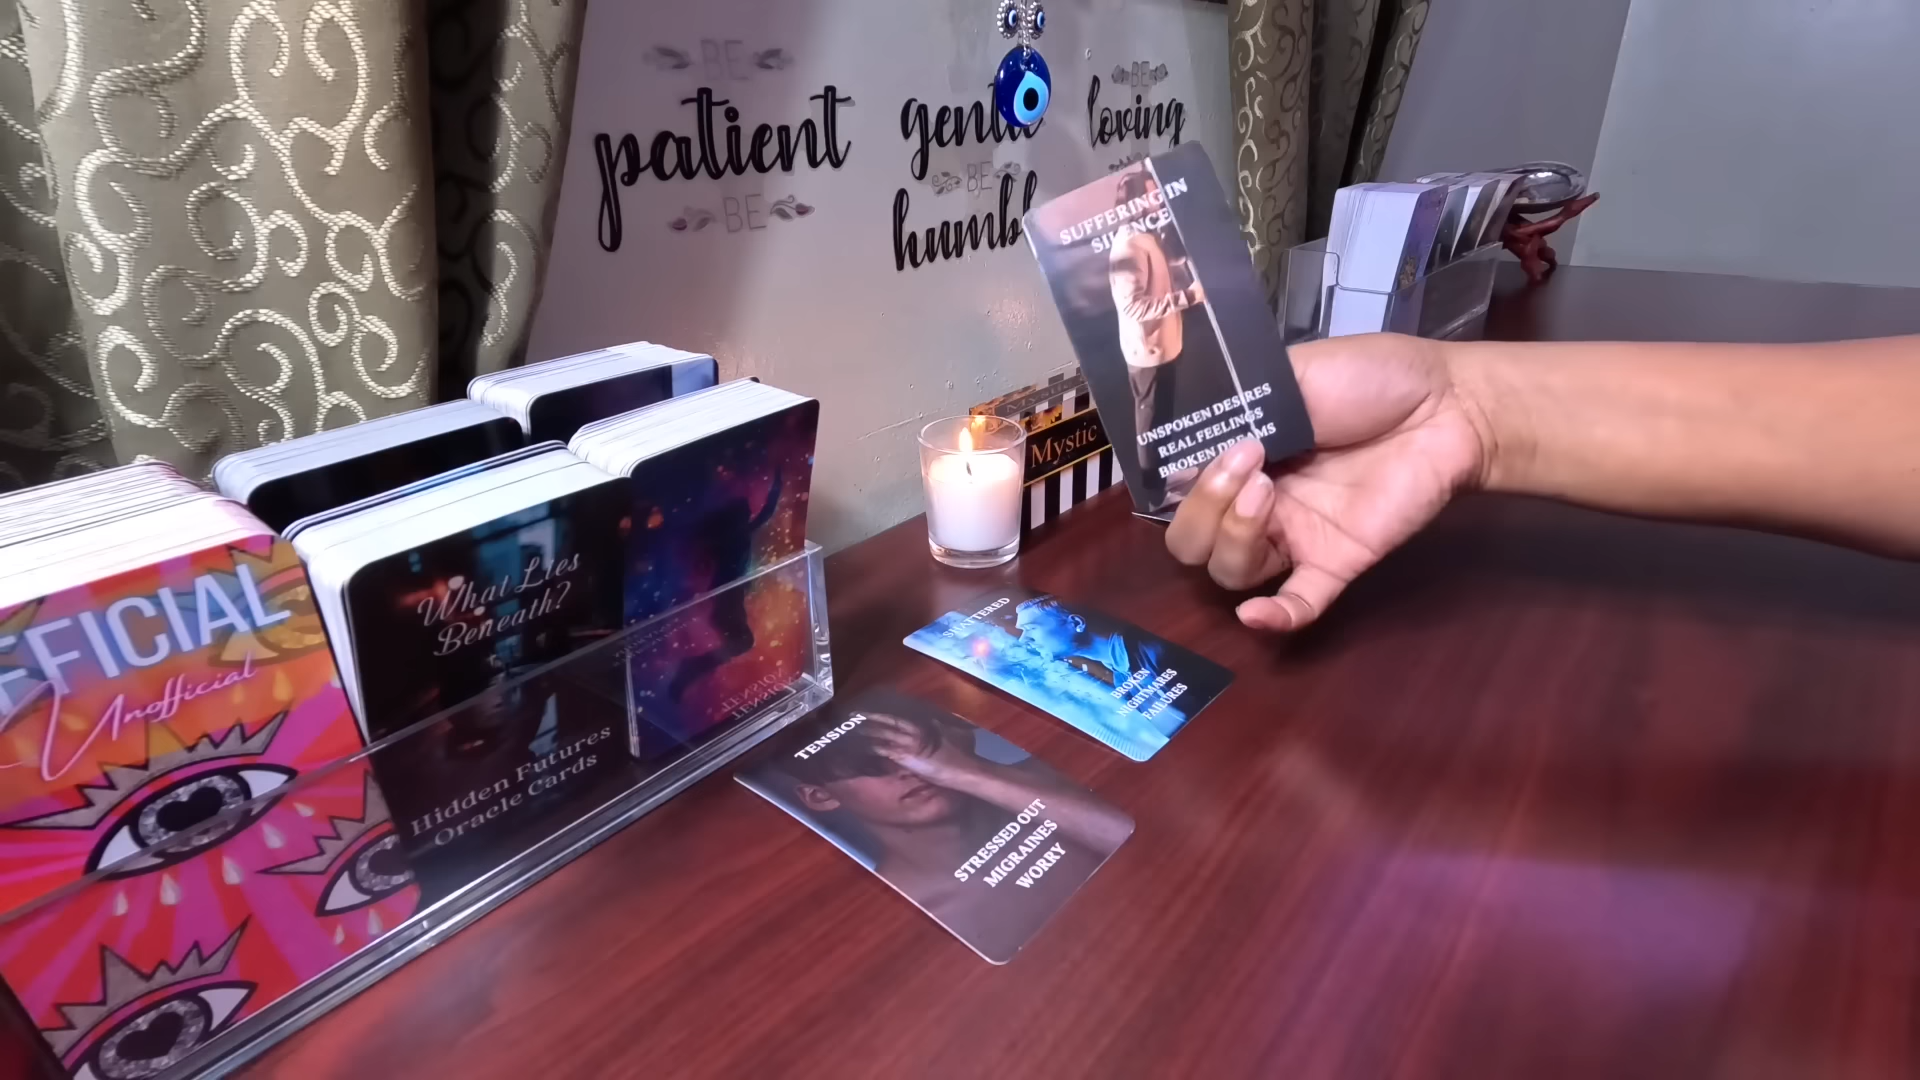 BE
patient
BE
gentle
BE
humbl
BE
loving
SUFFERING IN
SILENCE
UNSPOKEN DESIRES
REAL FEELINGS
BROKEN DREAMS
Mystic
SHATTERED
BROKEN
NIGHTMARES
FAILURES
TENSION
STRESSED OUT
MIGRAINES
WORRY
What Lies
Beneath?
Hidden Futures
Oracle Cards
FFICIAL
Unofficial